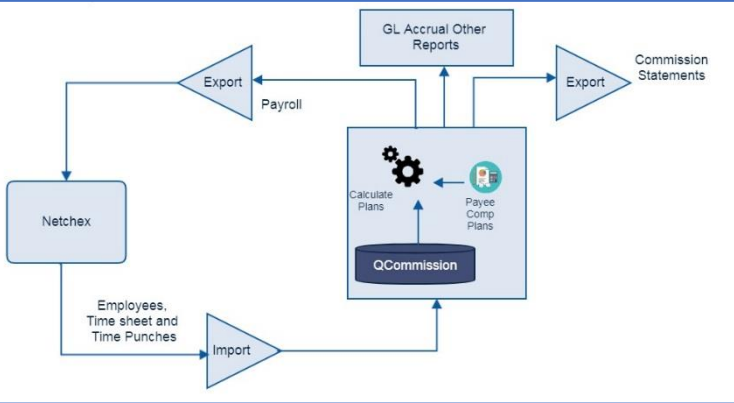 GL Accrual Other
Reports
Export
Payroll
Export
Commission
Statements
Calculate
Plans
Payee
Comp
Plans
QCommission
Netchex
Employees,
Time sheet and
Time Punches
Import